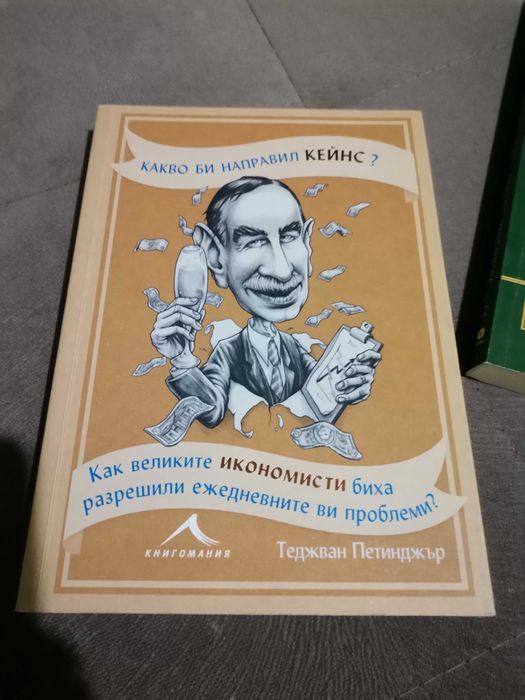 КАКВО БИ НАПРАВИЛ КЕЙНС?
Как великите икономисти биха
разрешили ежедневните ви проблеми?
КНИГОМАНИЯ
Теджван Петинджър